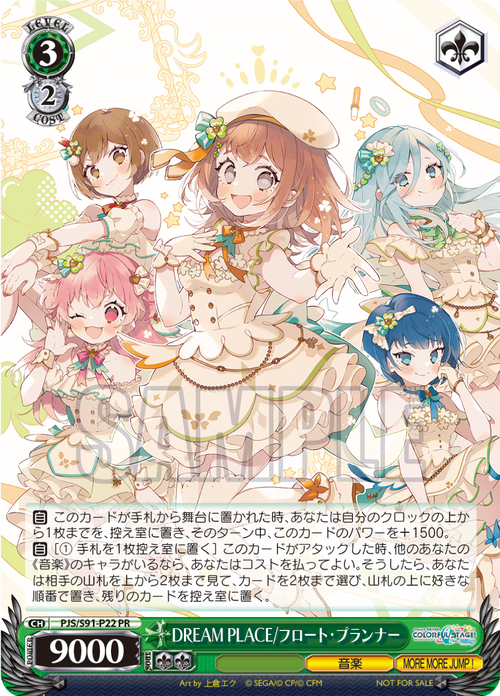 LEVEL
3
2
COST
SAMPLE
自 このカードが手札から舞台に置かれた時、あなたは自分のクロックの上か
ら1枚までを、控え室に置き、そのターン中、このカードのパワーを+1500。
自 [① 手札を1枚控え室に置く] このカードがアタックした時、他のあなたの
《音楽》のキャラがいるなら、あなたはコストを払ってよい。そうしたら、あなた
は相手の山札を上から2枚まで見て、カードを2枚まで選び、山札の上に好きな
順番で置き、残りのカードを控え室に置く。
CH PJS/S91-P22 PR
DREAM PLACE/フロート・プランナー
COLORFUL STAGE!
POWER
9000
SOUL
音楽
MORE MORE JUMP!
Art by 上倉エク © SEGA/© CP/© CFM NOT FOR SALE